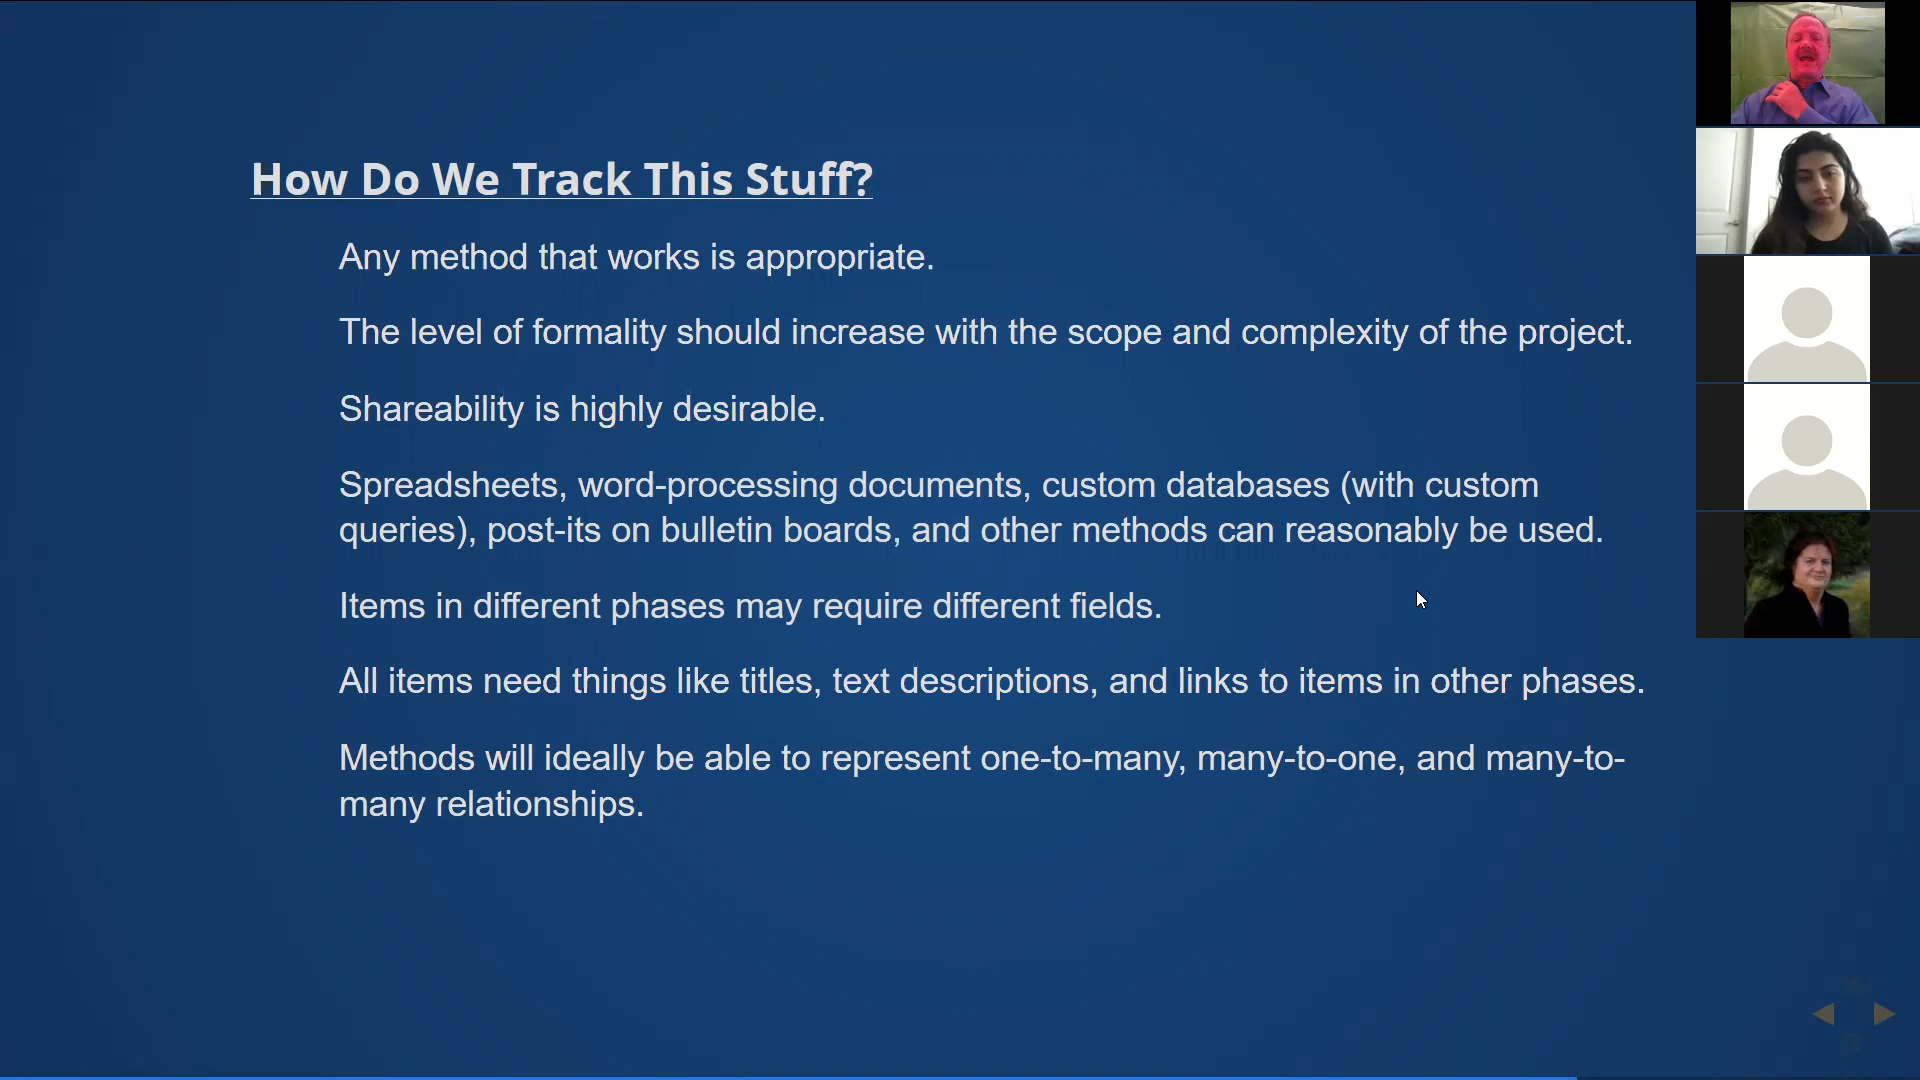 How Do We Track This Stuff?
Any method that works is appropriate.
The level of formality should increase with the scope and complexity of the project.
Shareability is highly desirable.
Spreadsheets, word-processing documents, custom databases (with custom
queries), post-its on bulletin boards, and other methods can reasonably be used.
Items in different phases may require different fields.
All items need things like titles, text descriptions, and links to items in other phases.
Methods will ideally be able to represent one-to-many, many-to-one, and many-to-
many relationships.